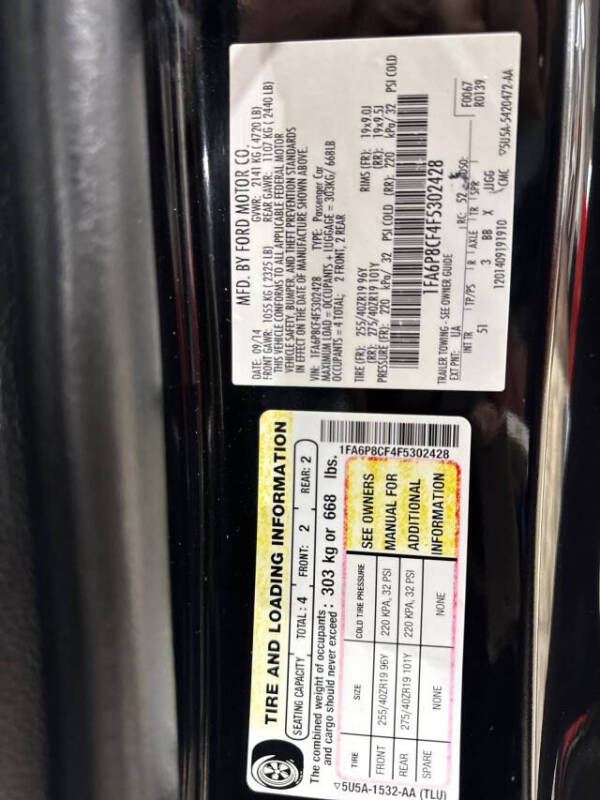 MFD. BY FORD MOTOR CO.
DATE: 09/14 GVWR: 2141 KG (4720 LB)
FRONT GAWR: 1055 KG (2325 LB) REAR GAWR: 1107 KG (2440 LB)
THIS VEHICLE CONFORMS TO ALL APPLICABLE FEDERAL MOTOR
VEHICLE SAFETY, BUMPER, AND THEFT PREVENTION STANDARDS
IN EFFECT ON THE DATE OF MANUFACTURE SHOWN ABOVE.
VIN: 1FA6P8CF4F5302428 TYPE: Passenger Car
MAXIMUM LOAD = OCCUPANTS + LUGGAGE = 303KG/ 668LB
OCCUPANTS = 4 TOTAL: 2 FRONT, 2 REAR
TIRE (FR): 255/40ZR19 96Y RIMS (FR): 19x9.0J
(RR): 275/40ZR19 101Y (RR): 19x9.5J
PRESSURE (FR): 220 kPa/ 32 PSI COLD (RR): 220 kPa/ 32 PSI COLD
1FA6P8CF4F5302428
TRAILER TOWING - SEE OWNER GUIDE
EXT PNT: UA RC: 52 F0067
R0139
INT TR TP/PS R AXLE TR SPR
51 3 BB X JJGG
1201409191910 CMC ▽5U5A-5420472-AA
TIRE AND LOADING INFORMATION
SEATING CAPACITY TOTAL: 4 FRONT: 2 REAR: 2
The combined weight of occupants
and cargo should never exceed: 303 kg or 668 lbs.
1FA6P8CF4F5302428
TIRE SIZE COLD TIRE PRESSURE
FRONT 255/40ZR19 96Y 220 KPA, 32 PSI
REAR 275/40ZR19 101Y 220 KPA, 32 PSI
SPARE NONE NONE
SEE OWNERS
MANUAL FOR
ADDITIONAL
INFORMATION
▽5U5A-1532-AA (TLU)